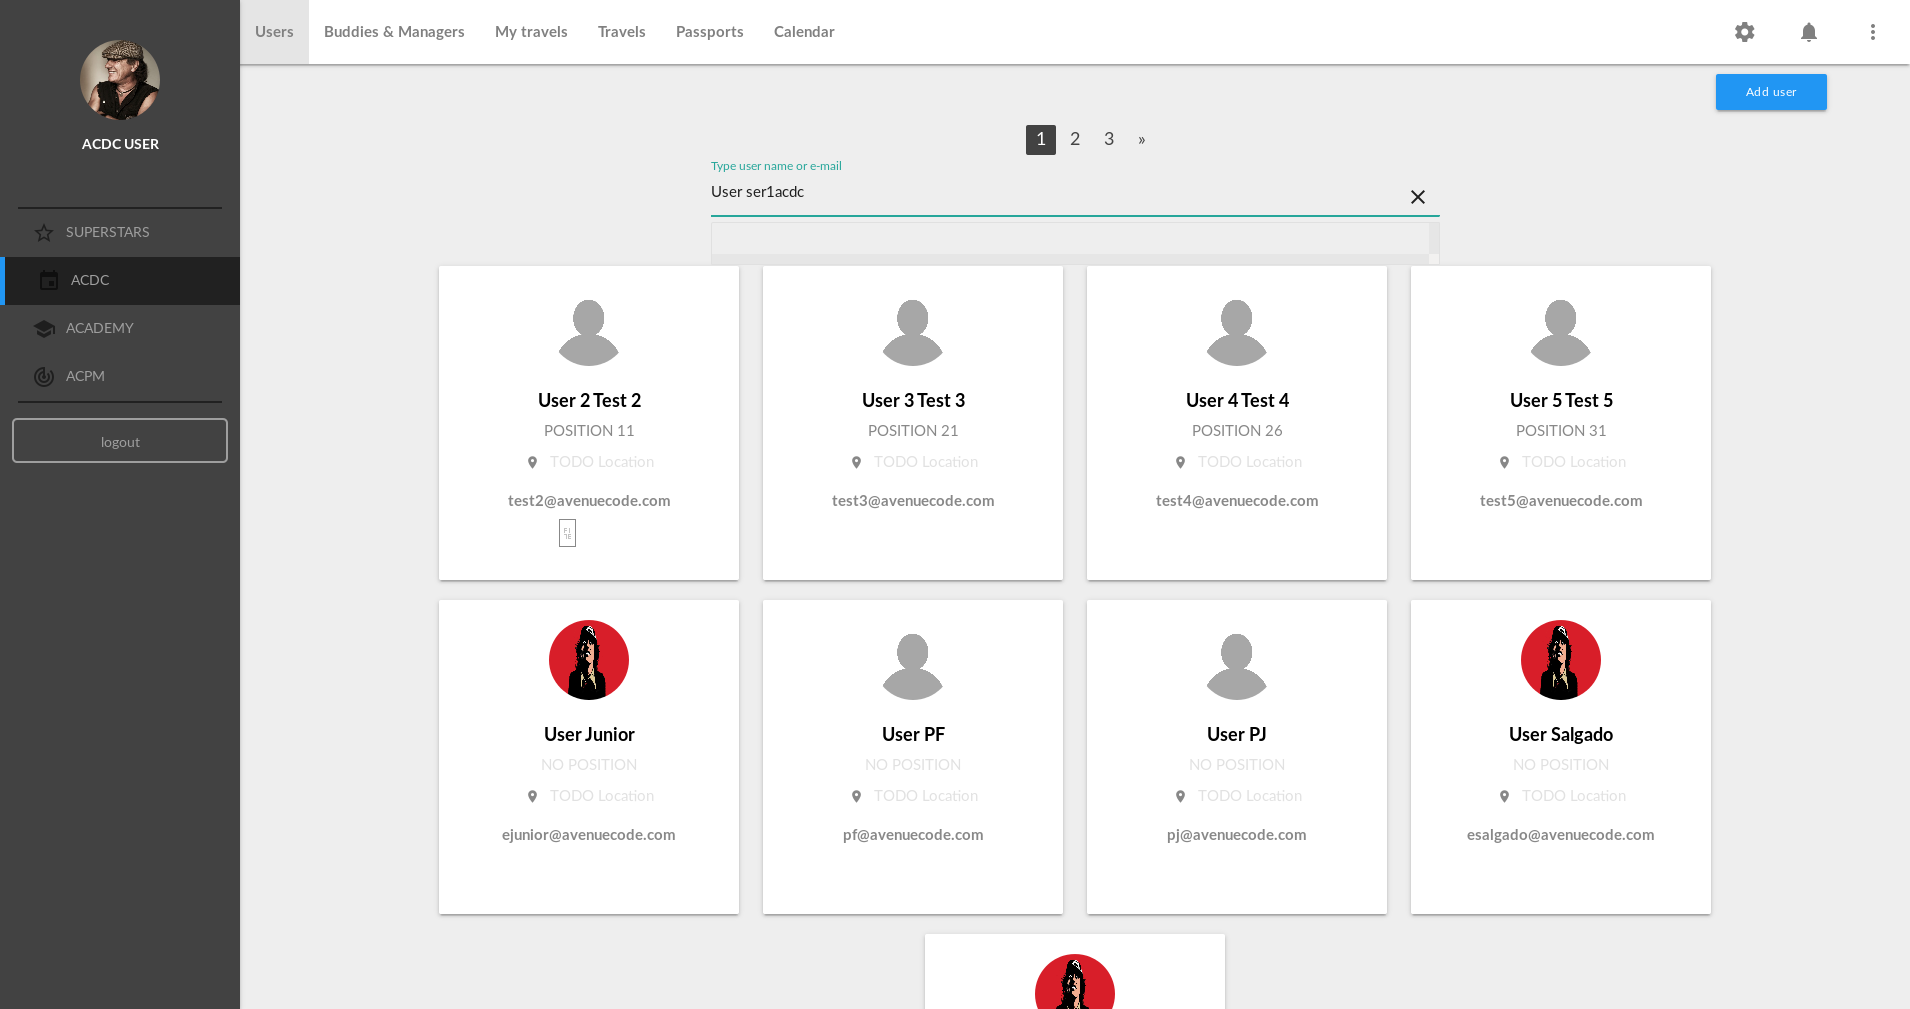 Users Buddies & Managers My travels Travels Passports Calendar
ACDC USER
SUPERSTARS
ACDC
ACADEMY
ACPM
logout
Add user
1 2 3 »
Type user name or e-mail
User ser1acdc
User 2 Test 2
POSITION 11
TODO Location
test2@avenuecode.com
User 3 Test 3
POSITION 21
TODO Location
test3@avenuecode.com
User 4 Test 4
POSITION 26
TODO Location
test4@avenuecode.com
User 5 Test 5
POSITION 31
TODO Location
test5@avenuecode.com
User Junior
NO POSITION
TODO Location
ejunior@avenuecode.com
User PF
NO POSITION
TODO Location
pf@avenuecode.com
User PJ
NO POSITION
TODO Location
pj@avenuecode.com
User Salgado
NO POSITION
TODO Location
esalgado@avenuecode.com